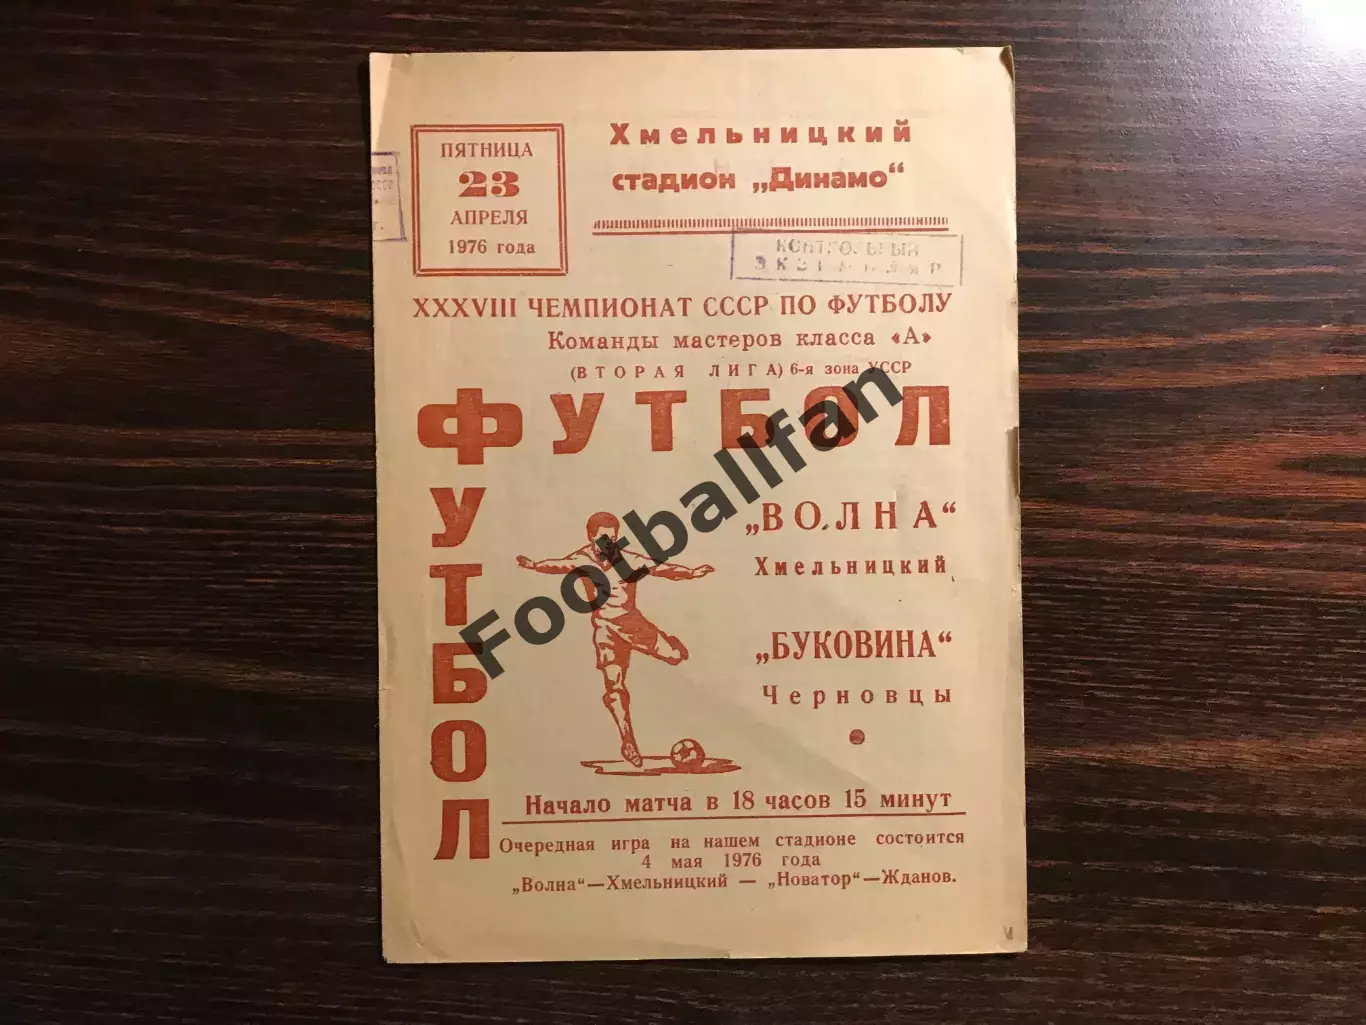 ПЯТНИЦА
23
АПРЕЛЯ
1976 года
Хмельницкий
стадион „Динамо“
КОНТРОЛЬНЫЙ
ЭКЗЕМПЛЯР
XXXVIII ЧЕМПИОНАТ СССР ПО ФУТБОЛУ
Команды мастеров класса «А»
(ВТОРАЯ ЛИГА) 6-я зона УССР
ФУТБОЛ
УТБОЛ
„ВОЛНА“
Хмельницкий
„БУКОВИНА“
Черновцы
Footballfan
Начало матча в 18 часов 15 минут
Очередная игра на нашем стадионе состоится
4 мая 1976 года
„Волна“—Хмельницкий — „Новатор“—Жданов.